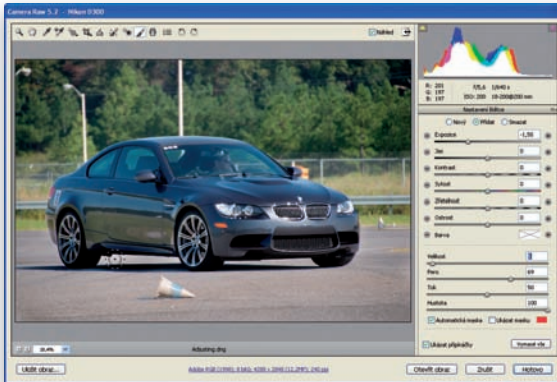 Camera Raw 5.2 - Nikon D300
Náhled
R: 201
G: 197
B: 197
f/5,6 1/640 s
ISO: 200 18-200@200 mm
Nastavení štětce
Nový Přidat Smazat
Expozice -1,50
Jas 0
Kontrast 0
Sytost 0
Zřetelnost 0
Ostrost 0
Barva
Velikost
Pero 69
Tok 50
Hustota 100
Automatická maska Ukázat masku
Ukázat připínáčky Vymazat vše
Adjusting dng
Uložit obraz...
Adobe RGB (1998); 8 bitů; 4288 x 2848 (12,2MP); 240 ppi
Otevřít obraz Zrušit Hotovo